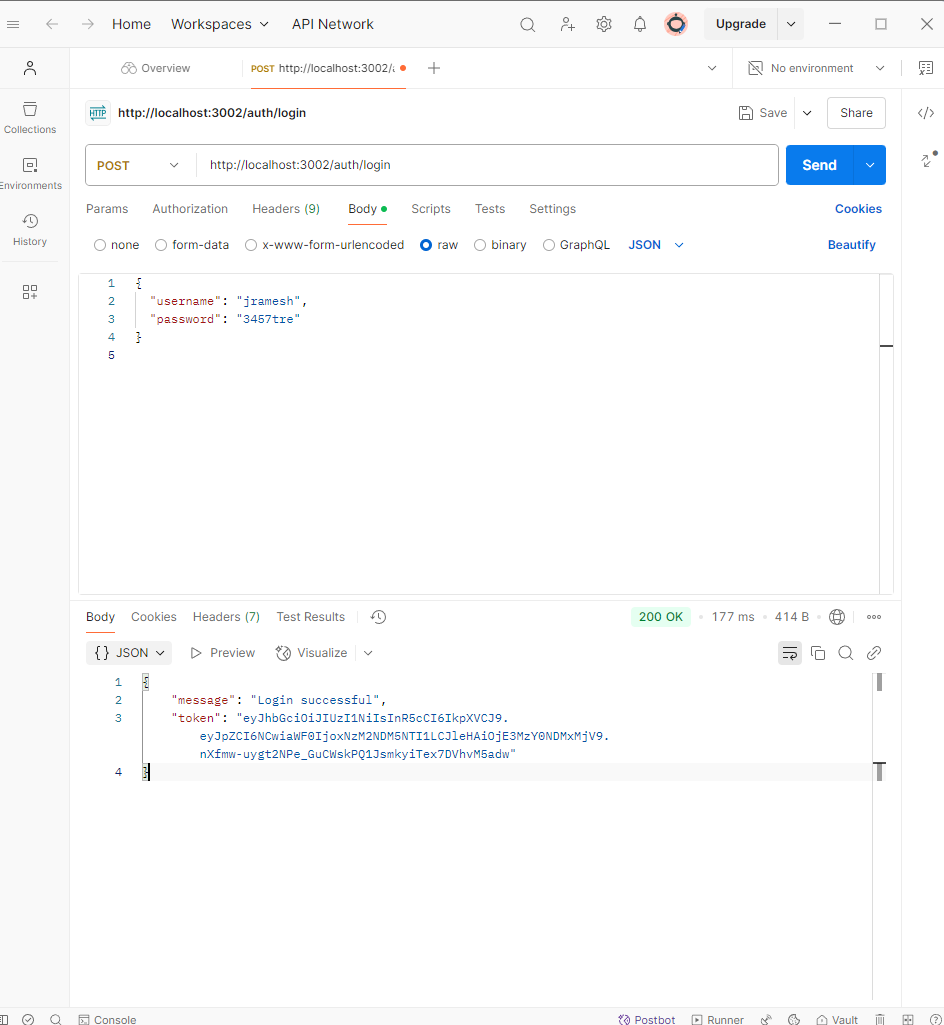 Home Workspaces API Network Upgrade
Overview POST http://localhost:3002/ No environment
HTTP http://localhost:3002/auth/login Save Share
Collections
POST http://localhost:3002/auth/login Send
Environments
Params Authorization Headers (9) Body Scripts Tests Settings Cookies
History
none form-data x-www-form-urlencoded raw binary GraphQL JSON Beautify
1 {
2 "username": "jramesh",
3 "password": "3457tre"
4 }
5
Body Cookies Headers (7) Test Results 200 OK 177 ms 414 B
{} JSON Preview Visualize
1 {
2 "message": "Login successful",
3 "token": "eyJhbGciOiJIUzI1NiIsInR5cCI6IkpXVCJ9.
eyJpZCI6NCwiaWF0IjoxNzM2NDM5NTI1LCJleHAiOjE3MzY0NDMxMjV9.
nXfmw-uygt2NPe_GuCWskPQ1JsmkyiTex7DVhvM5adw"
4 }
Console Postbot Runner Vault